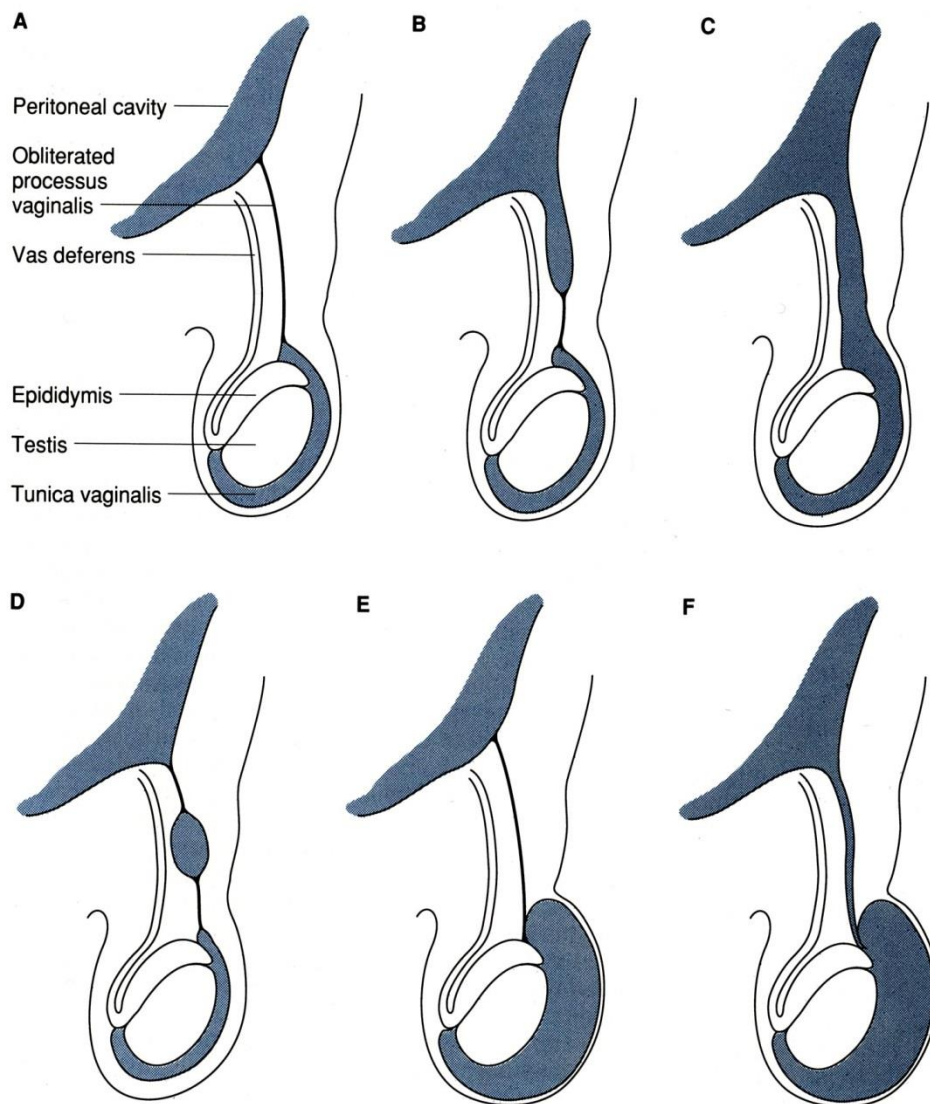 A
B
C
Peritoneal cavity
Obliterated
processus
vaginalis
Vas deferens
Epididymis
Testis
Tunica vaginalis
D
E
F